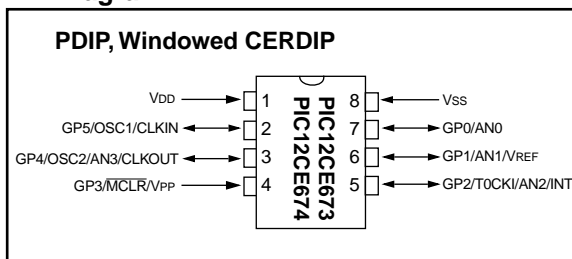 PDIP, Windowed CERDIP
VDD 1 8 VSS
GP5/OSC1/CLKIN 2 7 GP0/AN0
GP4/OSC2/AN3/CLKOUT 3 6 GP1/AN1/VREF
GP3/MCLR/VPP 4 5 GP2/T0CKI/AN2/INT
PIC12CE673
PIC12CE674